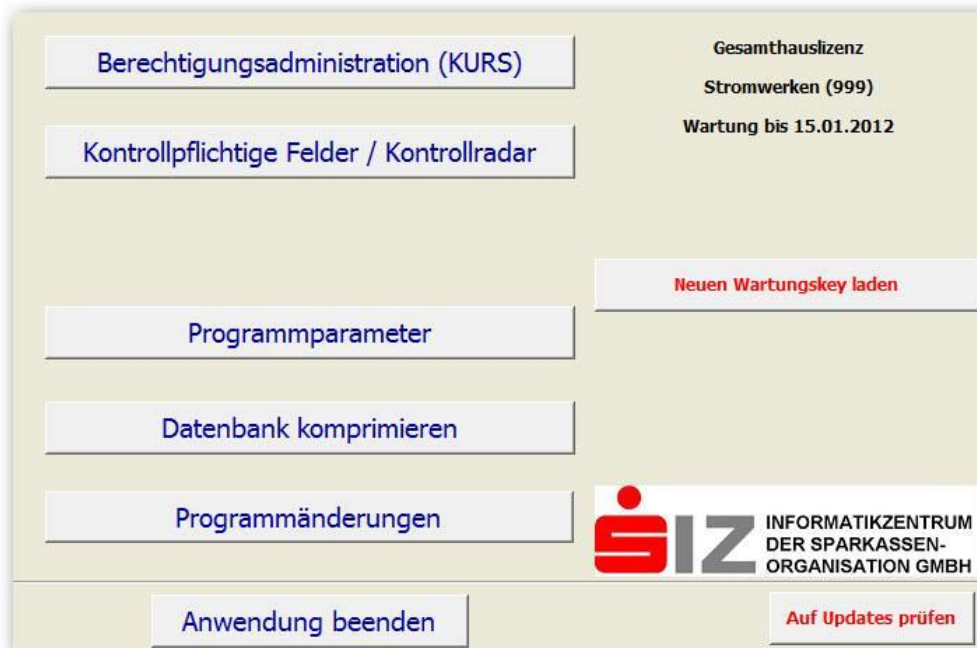 Berechtigungsadministration (KURS)
Kontrollpflichtige Felder / Kontrollradar
Programmparameter
Datenbank komprimieren
Programmänderungen
Anwendung beenden
Gesamthauslizenz
Stromwerken (999)
Wartung bis 15.01.2012
Neuen Wartungskey laden
SIZ
INFORMATIKZENTRUM
DER SPARKASSEN-
ORGANISATION GMBH
Auf Updates prüfen